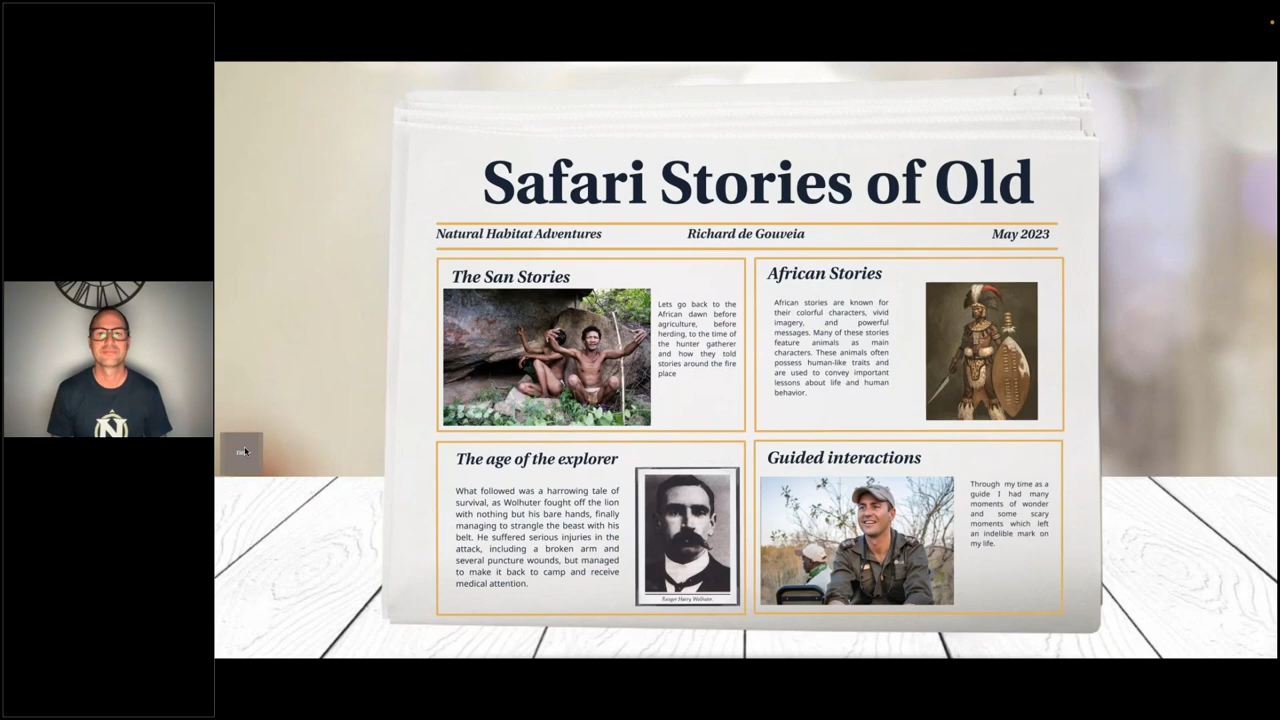 Safari Stories of Old
Natural Habitat Adventures Richard de Gouveia May 2023
The San Stories
Lets go back to the
African dawn before
agriculture, before
herding, to the time of
the hunter gatherer
and how they told
stories around the fire
place
African Stories
African stories are known for
their colorful characters, vivid
imagery, and powerful
messages. Many of these stories
feature animals as main
characters. These animals often
possess human-like traits and
are used to convey important
lessons about life and human
behavior.
The age of the explorer
What followed was a harrowing tale of
survival, as Wolhuter fought off the lion
with nothing but his bare hands, finally
managing to strangle the beast with his
belt. He suffered serious injuries in the
attack, including a broken arm and
several puncture wounds, but managed
to make it back to camp and receive
medical attention.
Ranger Harry Wolhuter.
Guided interactions
Through my time as a
guide I had many
moments of wonder
and some scary
moments which left
an indelible mark on
my life.
N